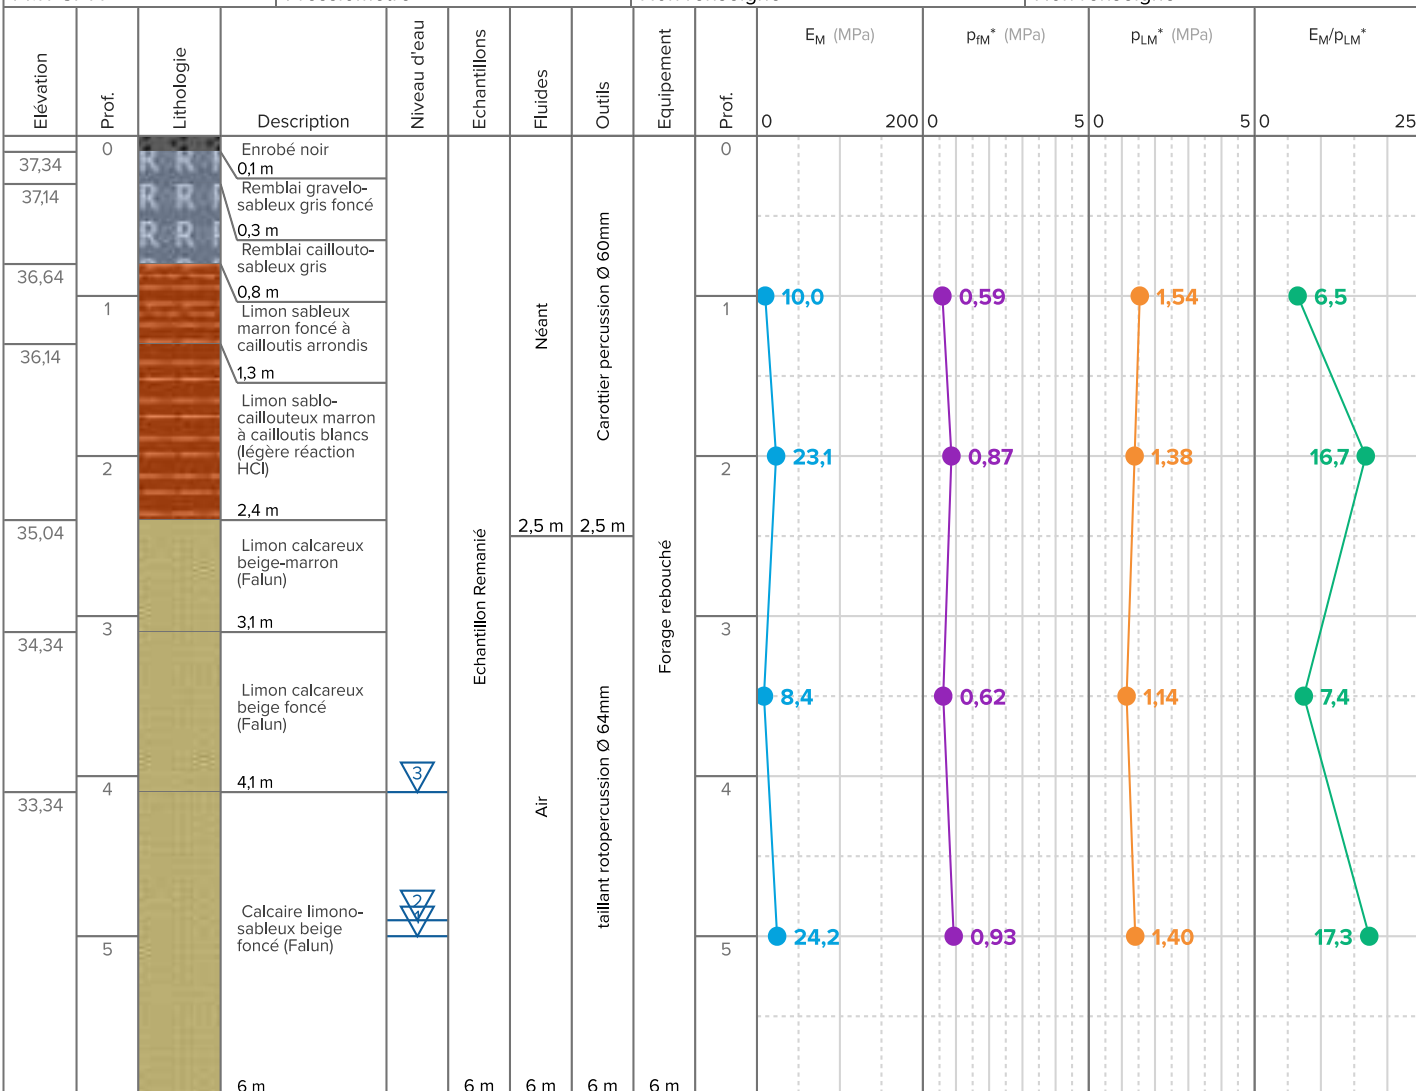 Elévation
Prof.
Lithologie
Description
Niveau d'eau
Echantillons
Fluides
Outils
Equipement
Prof.
E_M (MPa)
p_fM* (MPa)
p_LM* (MPa)
E_M/p_LM*
0 200
0 5
0 5
0 25
0
1
2
3
4
5
37,34
37,14
36,64
36,14
35,04
34,34
33,34
R R R
R R R
R R R
Enrobé noir
0,1 m
Remblai gravelo-
sableux gris foncé
0,3 m
Remblai caillouto-
sableux gris
0,8 m
Limon sableux
marron foncé à
cailloutis arrondis
1,3 m
Limon sablo-
caillouteux marron
à cailloutis blancs
(légère réaction
HCl)
2,4 m
Limon calcareux
beige-marron
(Falun)
3,1 m
Limon calcareux
beige foncé
(Falun)
4,1 m
Calcaire limono-
sableux beige
foncé (Falun)
6 m
3
2
1
Echantillon Remanié
6 m
Néant
2,5 m
Air
6 m
Carottier percussion Ø 60mm
2,5 m
taillant rotopercussion Ø 64mm
6 m
Forage rebouché
6 m
0
1
2
3
4
5
10,0
23,1
8,4
24,2
0,59
0,87
0,62
0,93
1,54
1,38
1,14
1,40
6,5
16,7
7,4
17,3